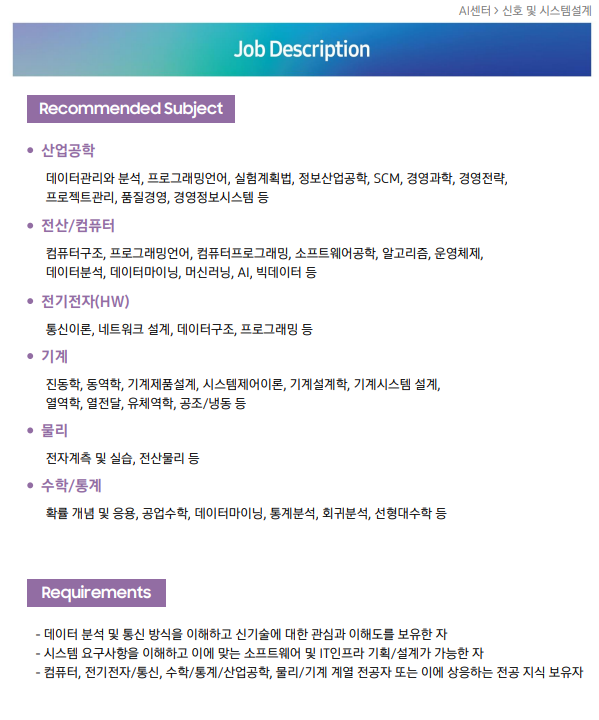 AI센터 > 신호 및 시스템설계
Job Description
Recommended Subject
• 산업공학
데이터관리와 분석, 프로그래밍언어, 실험계획법, 정보산업공학, SCM, 경영과학, 경영전략,
프로젝트관리, 품질경영, 경영정보시스템 등
• 전산/컴퓨터
컴퓨터구조, 프로그래밍언어, 컴퓨터프로그래밍, 소프트웨어공학, 알고리즘, 운영체제,
데이터분석, 데이터마이닝, 머신러닝, AI, 빅데이터 등
• 전기전자(HW)
통신이론, 네트워크 설계, 데이터구조, 프로그래밍 등
• 기계
진동학, 동역학, 기계제품설계, 시스템제어이론, 기계설계학, 기계시스템 설계,
열역학, 열전달, 유체역학, 공조/냉동 등
• 물리
전자계측 및 실습, 전산물리 등
• 수학/통계
확률 개념 및 응용, 공업수학, 데이터마이닝, 통계분석, 회귀분석, 선형대수학 등
Requirements
- 데이터 분석 및 통신 방식을 이해하고 신기술에 대한 관심과 이해도를 보유한 자
- 시스템 요구사항을 이해하고 이에 맞는 소프트웨어 및 IT인프라 기획/설계가 가능한 자
- 컴퓨터, 전기전자/통신, 수학/통계/산업공학, 물리/기계 계열 전공자 또는 이에 상응하는 전공 지식 보유자